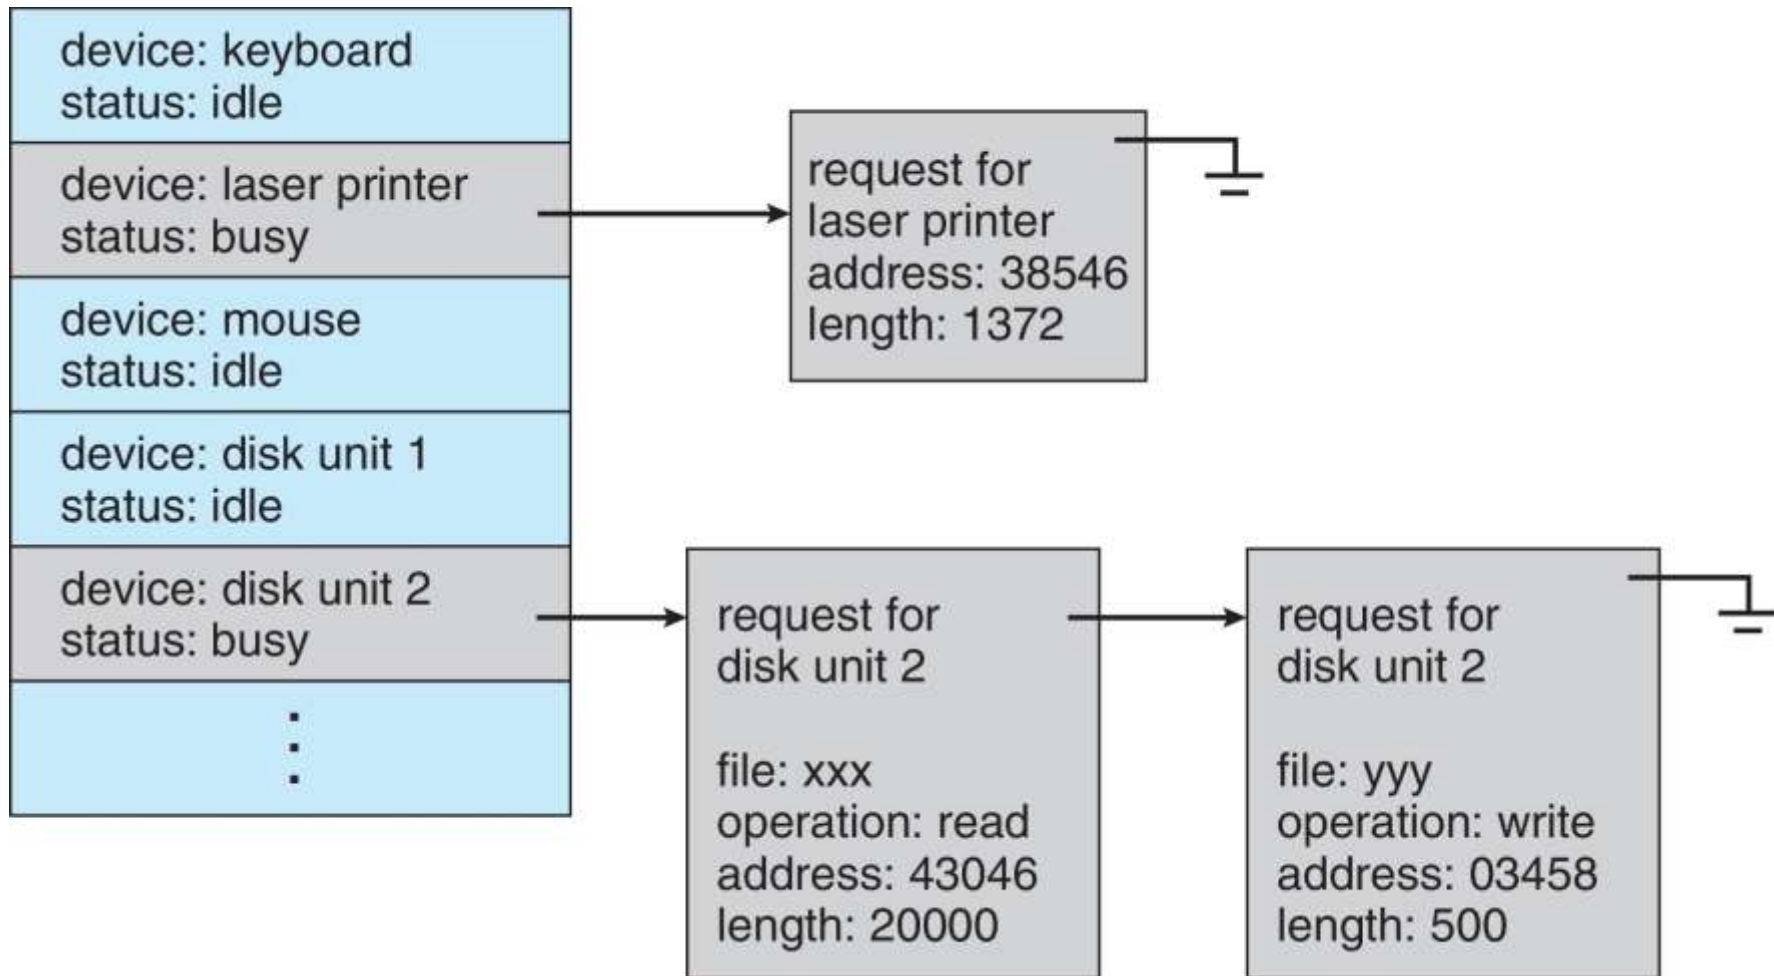 device: keyboard
status: idle
device: laser printer
status: busy
device: mouse
status: idle
device: disk unit 1
status: idle
device: disk unit 2
status: busy
request for
laser printer
address: 38546
length: 1372
request for
disk unit 2
file: xxx
operation: read
address: 43046
length: 20000
request for
disk unit 2
file: yyy
operation: write
address: 03458
length: 500